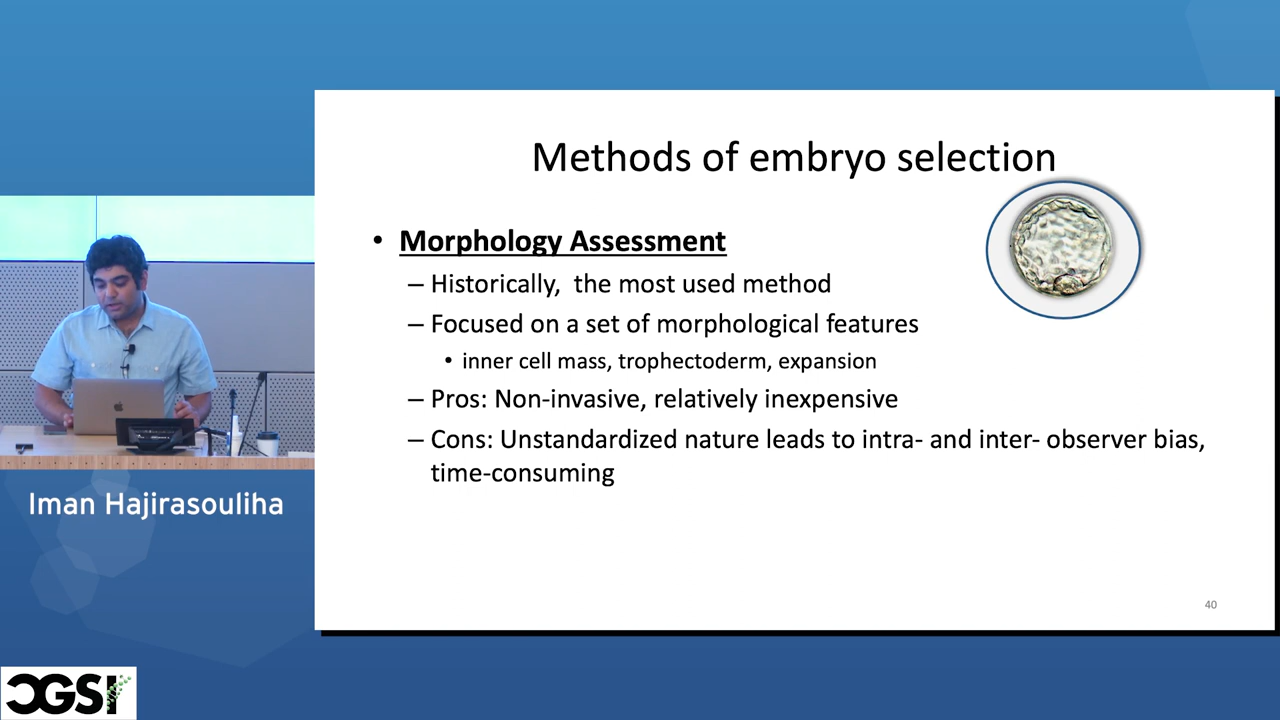 Methods of embryo selection
• Morphology Assessment
– Historically, the most used method
– Focused on a set of morphological features
• inner cell mass, trophectoderm, expansion
– Pros: Non-invasive, relatively inexpensive
– Cons: Unstandardized nature leads to intra- and inter- observer bias,
time-consuming
40
Iman Hajirasouliha
CGSI